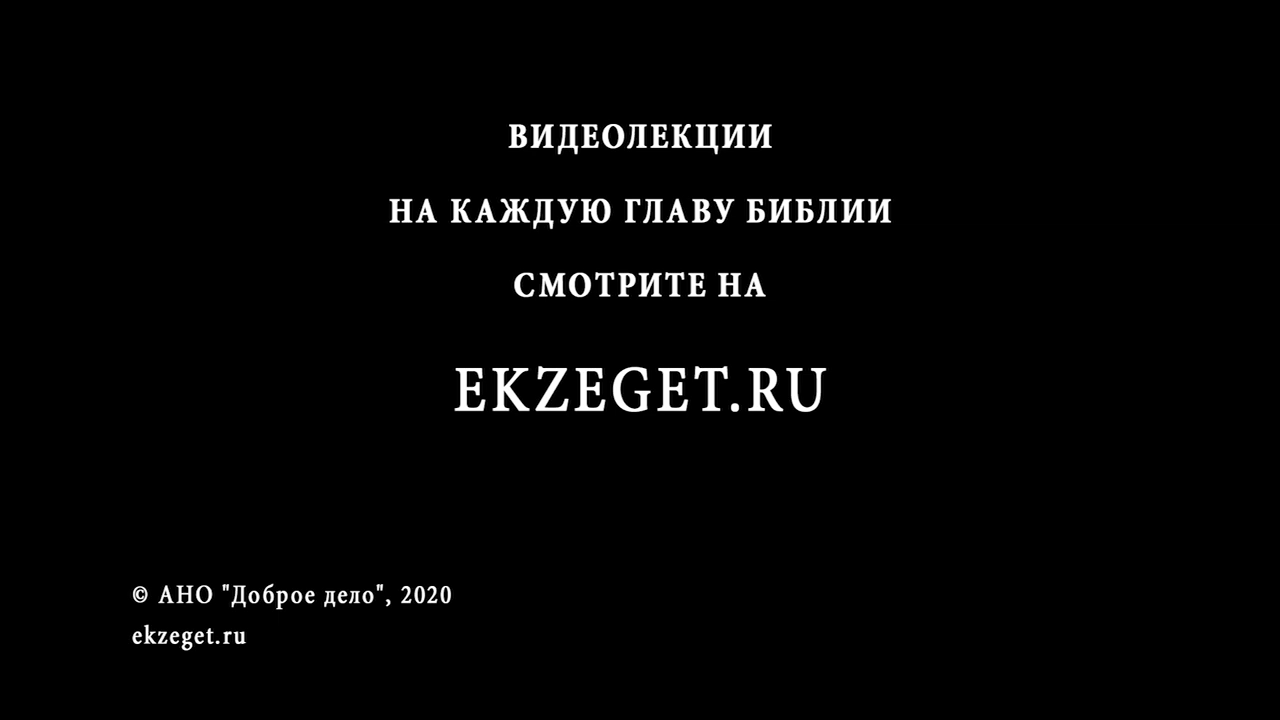 ВИДЕОЛЕКЦИИ
НА КАЖДУЮ ГЛАВУ БИБЛИИ
СМОТРИТЕ НА
EKZEGET.RU
© АНО "Доброе дело", 2020
ekzeget.ru